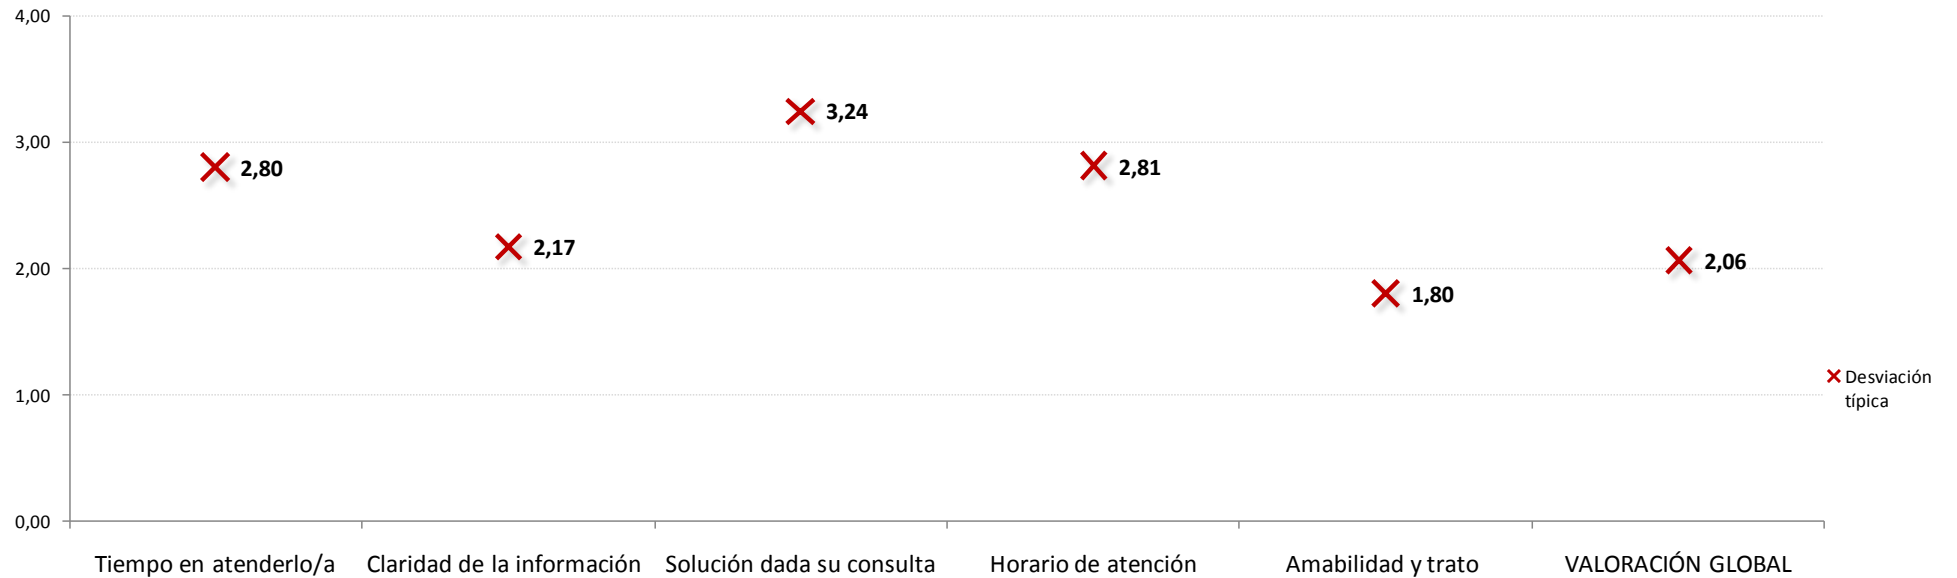 4,00
3,00
2,00
1,00
0,00
2,80
2,17
3,24
2,81
1,80
2,06
Tiempo en atenderlo/a
Claridad de la información
Solución dada su consulta
Horario de atención
Amabilidad y trato
VALORACIÓN GLOBAL
Desviación
típica